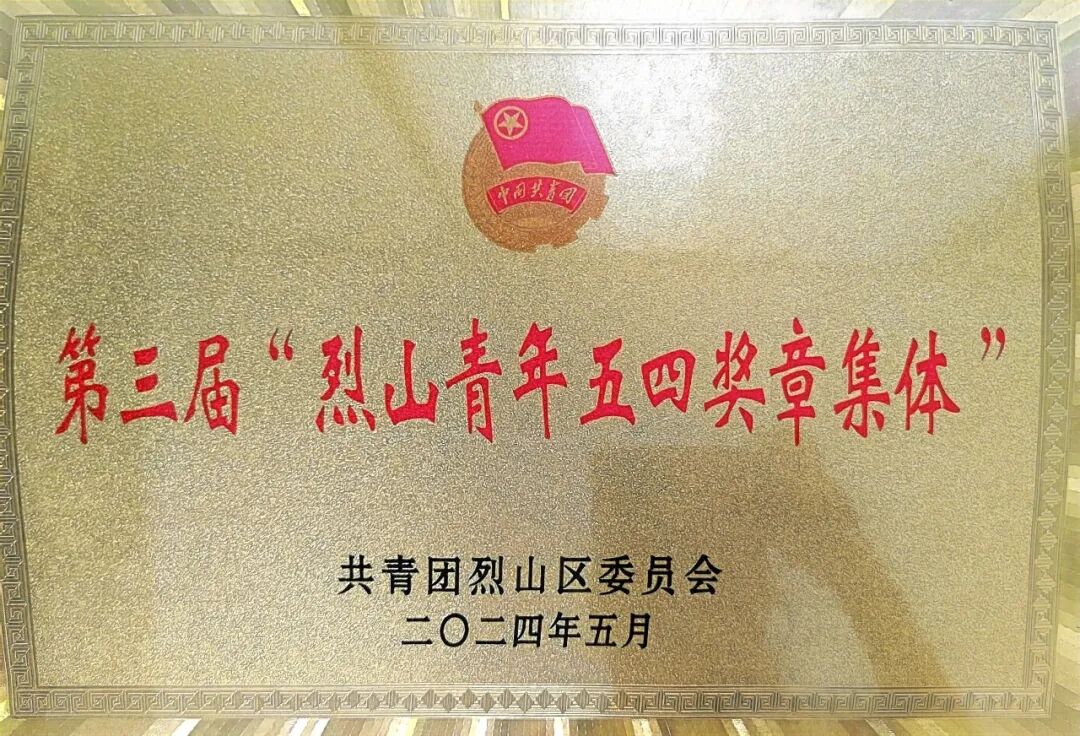 中国共青团
第三届“烈山青年五四奖章集体”
共青团烈山区委员会
二〇二四年五月